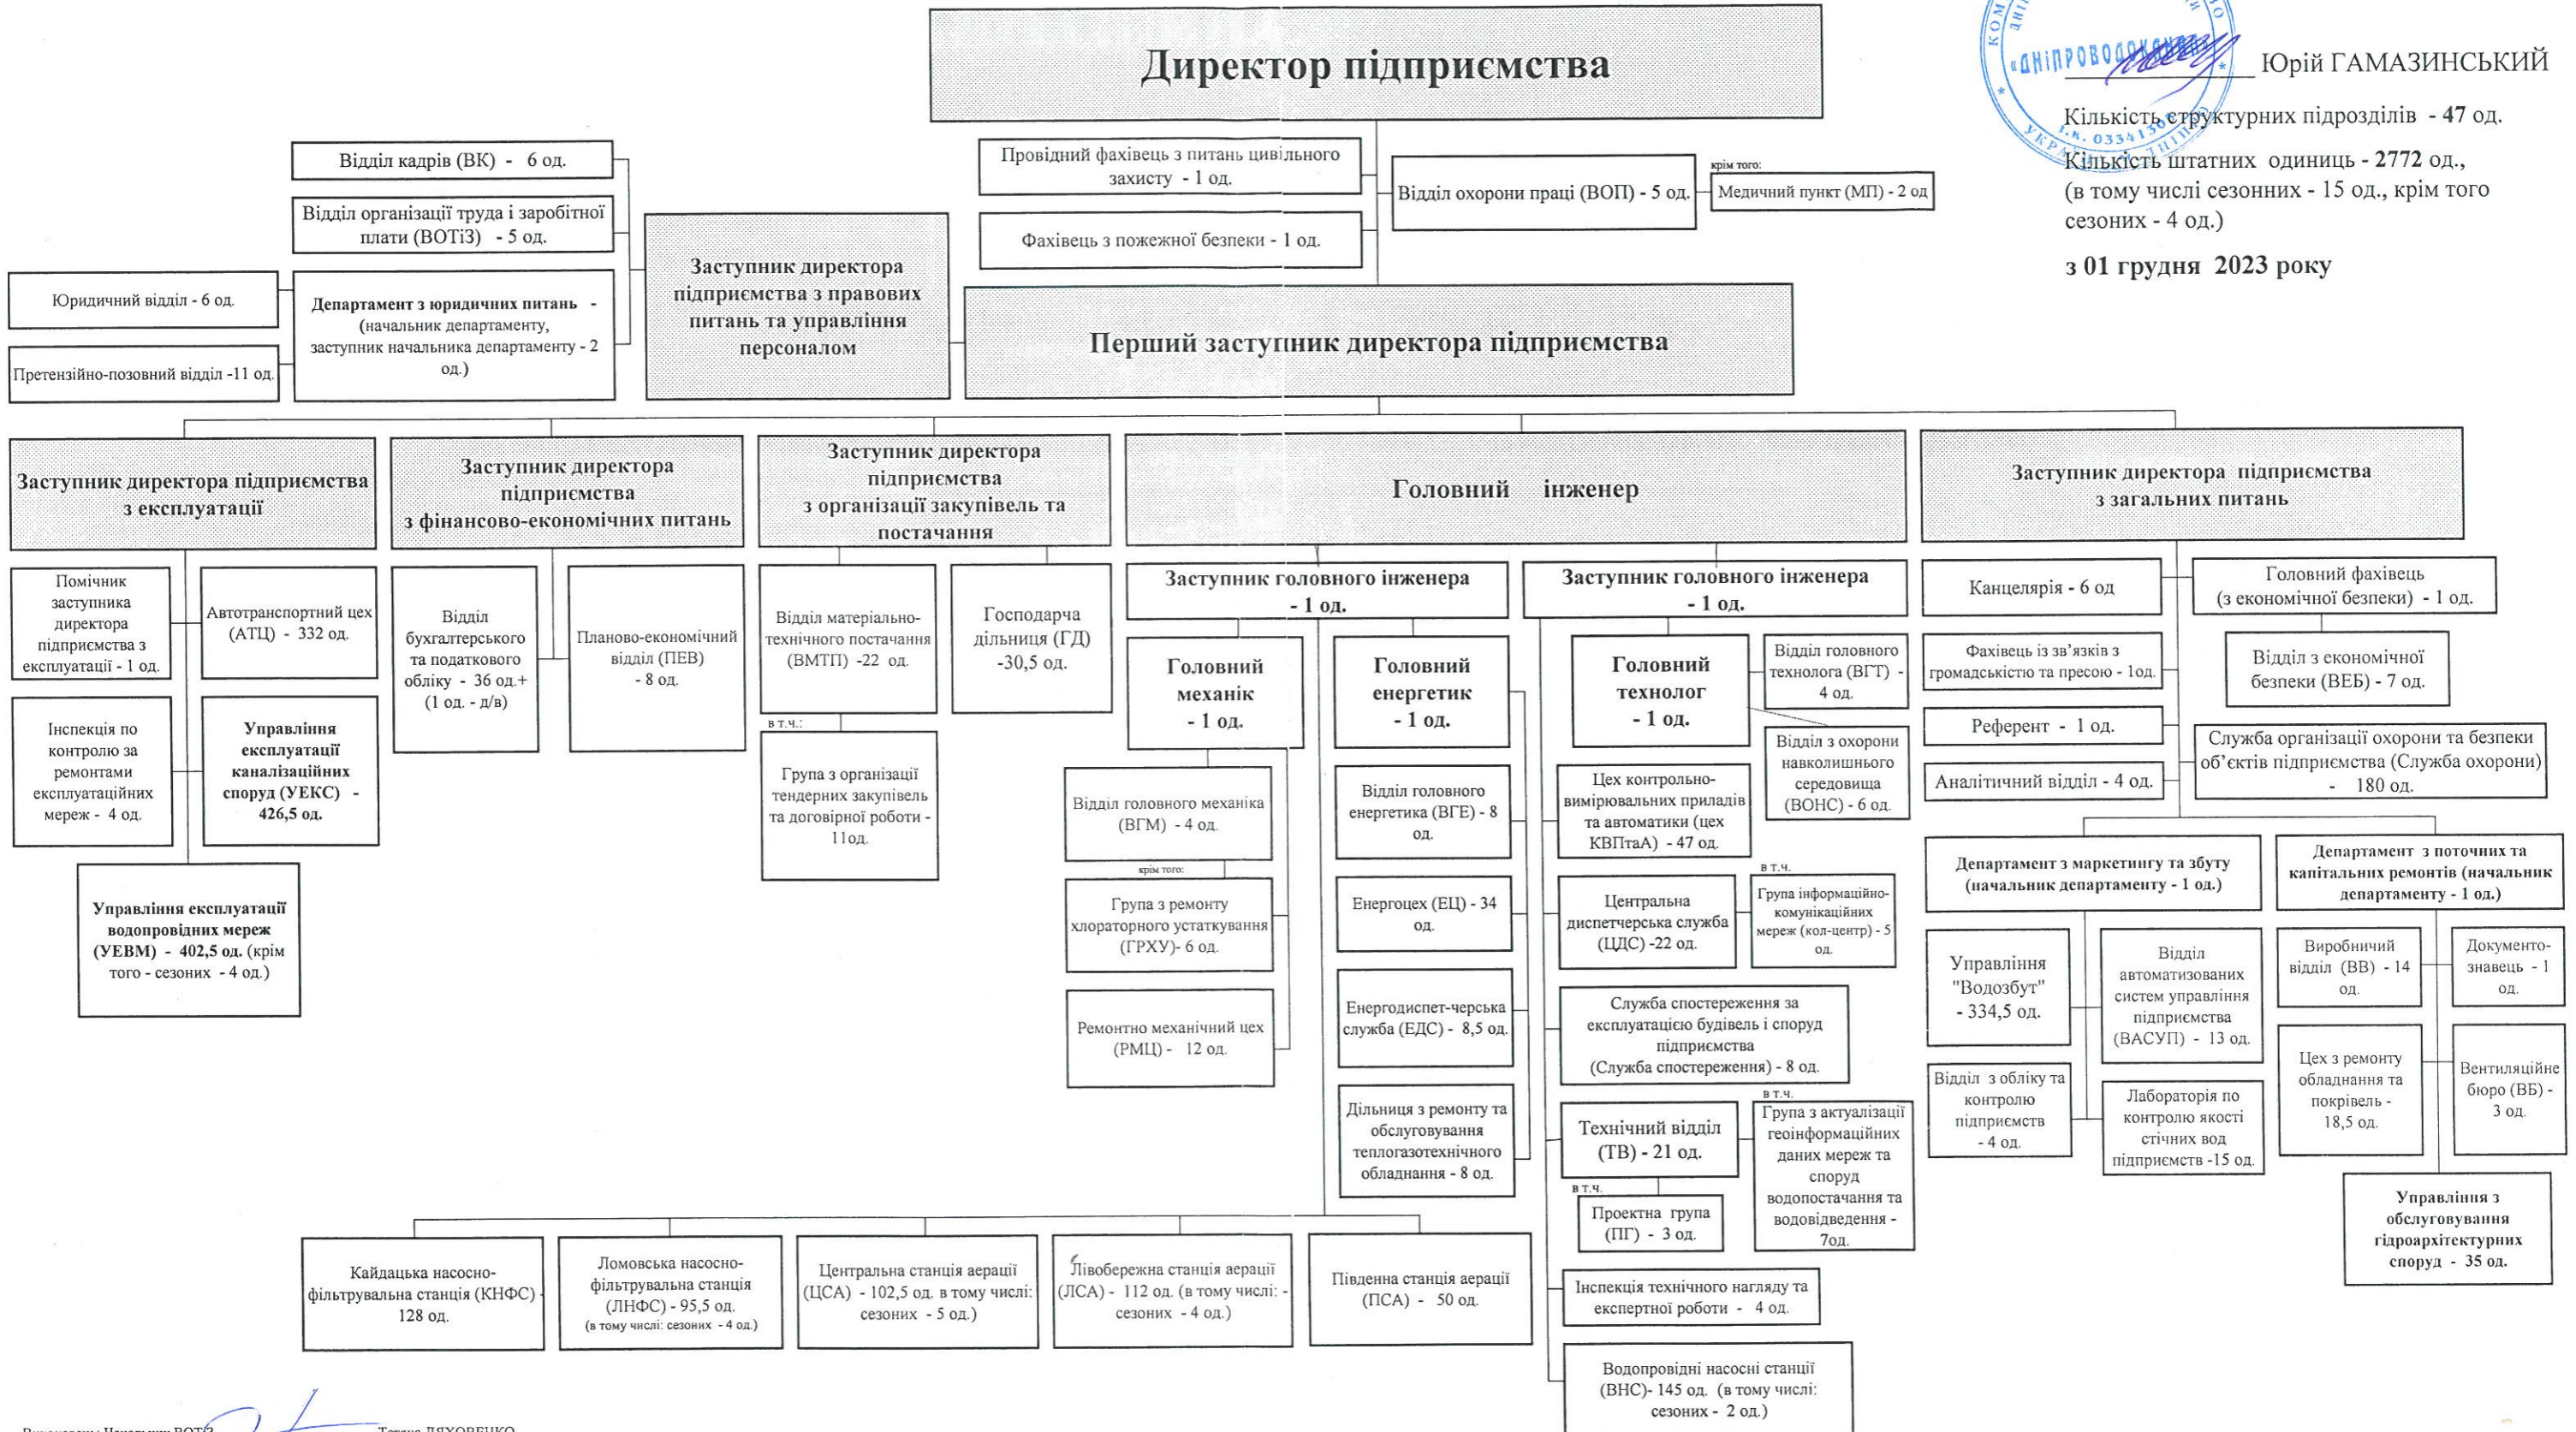 Директор підприємства
«ДНІПРОВОДОКАНАЛ»
Юрій ГАМАЗИНСЬКИЙ
Кількість структурних підрозділів - 47 од.
Кількість штатних одиниць - 2772 од.,
(в тому числі сезонних - 15 од., крім того
сезоних - 4 од.)
з 01 грудня 2023 року
Відділ кадрів (ВК) - 6 од.
Відділ організації труда і заробітної
плати (ВОТіЗ) - 5 од.
Юридичний відділ - 6 од.
Претензійно-позовний відділ -11 од.
Департамент з юридичних питань -
(начальник департаменту,
заступник начальника департаменту - 2
од.)
Заступник директора
підприємства з правових
питань та управління
персоналом
Провідний фахівець з питань цивільного
захисту - 1 од.
Фахівець з пожежної безпеки - 1 од.
Відділ охорони праці (ВОП) - 5 од.
крім того:
Медичний пункт (МП) - 2 од
Перший заступник директора підприємства
Заступник директора підприємства
з експлуатації
Заступник директора
підприємства
з фінансово-економічних питань
Заступник директора
підприємства
з організації закупівель та
постачання
Головний інженер
Заступник директора підприємства
з загальних питань
Помічник
заступника
директора
підприємства з
експлуатації - 1 од.
Автотранспортний цех
(АТЦ) - 332 од.
Інспекція по
контролю за
ремонтами
експлуатаційних
мереж - 4 од.
Управління
експлуатації
каналізаційних
споруд (УЕКС) -
426,5 од.
Управління експлуатації
водопровідних мереж
(УЕВМ) - 402,5 од. (крім
того - сезоних - 4 од.)
Відділ
бухгалтерського
та податкового
обліку - 36 од.+
(1 од. - д/в)
Планово-економічний
відділ (ПЕВ)
- 8 од.
Відділ матеріально-
технічного постачання
(ВМТП) -22 од.
в т.ч.:
Група з організації
тендерних закупівель
та договірної роботи -
11од.
Господарча
дільниця (ГД)
-30,5 од.
Заступник головного інженера
- 1 од.
Головний
механік
- 1 од.
Відділ головного механіка
(ВГМ) - 4 од.
крім того:
Група з ремонту
хлораторного устаткування
(ГРХУ)- 6 од.
Ремонтно механічний цех
(РМЦ) - 12 од.
Головний
енергетик
- 1 од.
Відділ головного
енергетика (ВГЕ) - 8
од.
Енергоцех (ЕЦ) - 34
од.
Енергодиспет-черська
служба (ЕДС) - 8,5 од.
Дільниця з ремонту та
обслуговування
теплогазотехнічного
обладнання - 8 од.
Заступник головного інженера
- 1 од.
Головний
технолог
- 1 од.
Відділ головного
технолога (ВГТ) -
4 од.
Відділ з охорони
навколишнього
середовища
(ВОНС) - 6 од.
Цех контрольно-
вимірювальних приладів
та автоматики (цех
КВПтаА) - 47 од.
Центральна
диспетчерська служба
(ЦДС) -22 од.
в т.ч.
Група інформаційно-
комунікаційних
мереж (кол-центр) - 5
од.
Служба спостереження за
експлуатацією будівель і споруд
підприємства
(Служба спостереження) - 8 од.
Технічний відділ
(ТВ) - 21 од.
в т.ч.
Проектна група
(ПГ) - 3 од.
в т.ч.
Група з актуалізації
геоінформаційних
даних мереж та
споруд
водопостачання та
водовідведення -
7од.
Інспекція технічного нагляду та
експертної роботи - 4 од.
Водопровідні насосні станції
(ВНС)- 145 од. (в тому числі:
сезоних - 2 од.)
Канцелярія - 6 од
Головний фахівець
(з економічної безпеки) - 1 од.
Фахівець із зв’язків з
громадськістю та пресою - 1од.
Відділ з економічної
безпеки (ВЕБ) - 7 од.
Референт - 1 од.
Аналітичний відділ - 4 од.
Служба організації охорони та безпеки
об’єктів підприємства (Служба охорони)
- 180 од.
Департамент з маркетингу та збуту
(начальник департаменту - 1 од.)
Управління
"Водозбут"
- 334,5 од.
Відділ
автоматизованих
систем управління
підприємства
(ВАСУП) - 13 од.
Відділ з обліку та
контролю
підприємств
- 4 од.
Лабораторія по
контролю якості
стічних вод
підприємств -15 од.
Департамент з поточних та
капітальних ремонтів (начальник
департаменту - 1 од.)
Виробничий
відділ (ВВ) - 14
од.
Документо-
знавець - 1
од.
Цех з ремонту
обладнання та
покрівель -
18,5 од.
Вентиляційне
бюро (ВБ) -
3 од.
Управління з
обслуговування
гідроархітектурних
споруд - 35 од.
Кайдацька насосно-
фільтрувальна станція (КНФС) -
128 од.
Ломовська насосно-
фільтрувальна станція
(ЛНФС) - 95,5 од.
(в тому числі: сезоних - 4 од.)
Центральна станція аерації
(ЦСА) - 102,5 од. в тому числі:
сезоних - 5 од.)
Лівобережна станція аерації
(ЛСА) - 112 од. (в тому числі: -
сезоних - 4 од.)
Південна станція аерації
(ПСА) - 50 од.